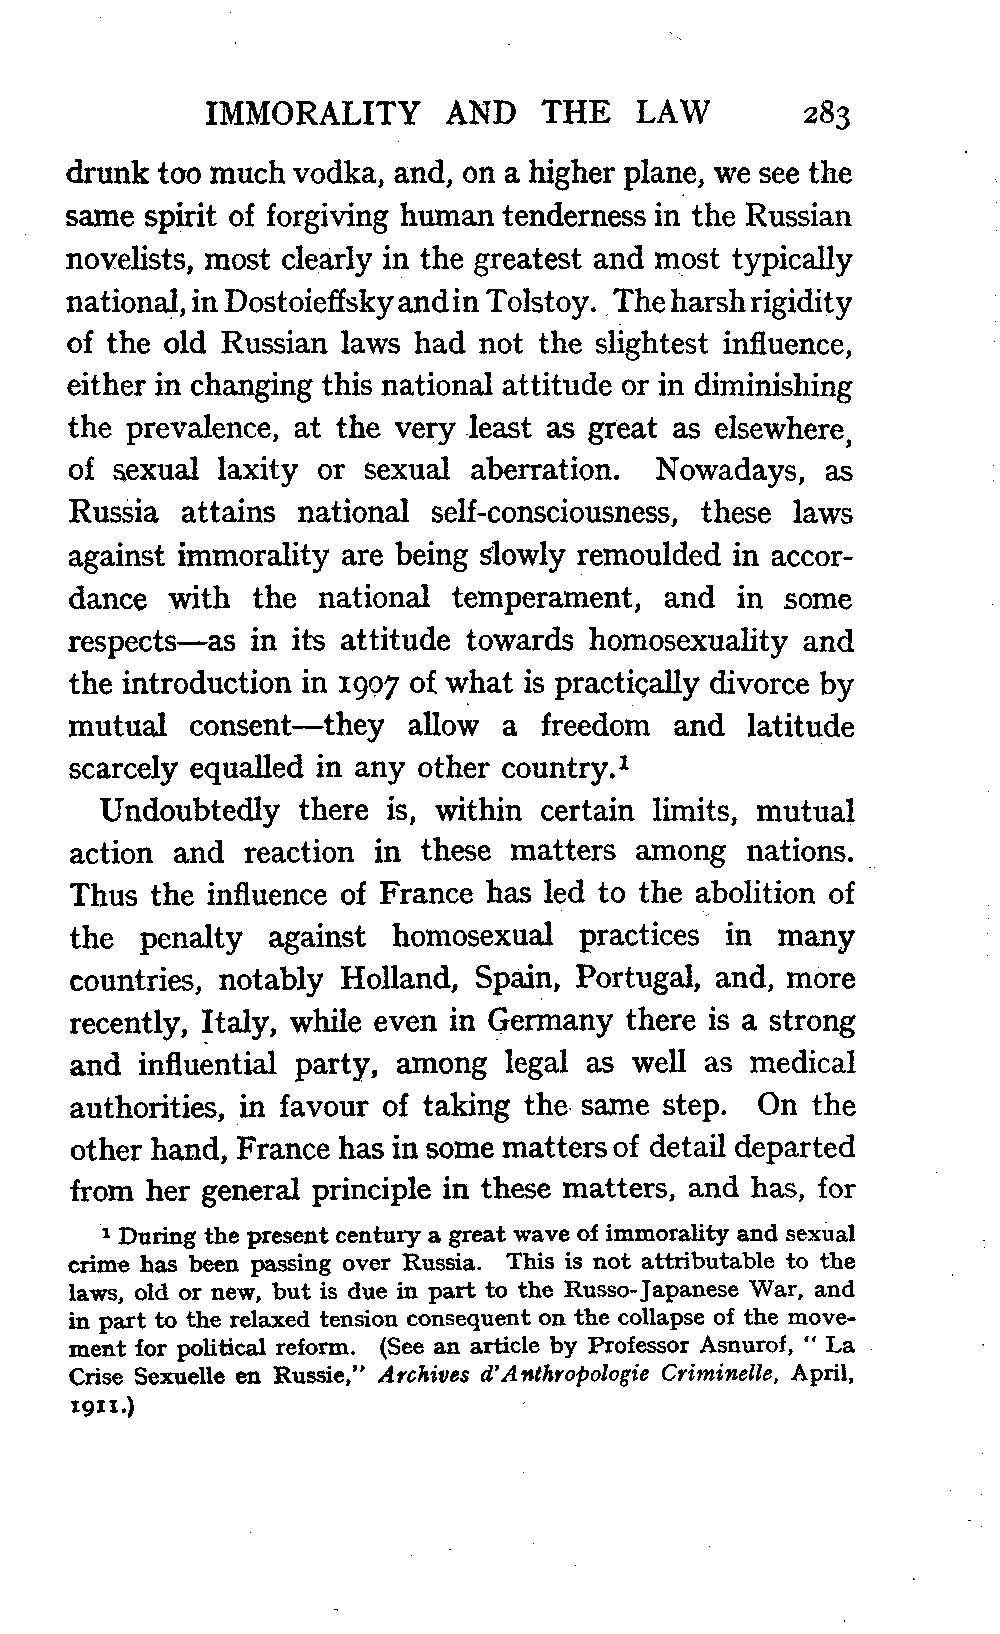 IMMORALITY AND THE LAW 283
drunk too much vodka, and, on a higher plane, we see the
same spirit of forgiving human tenderness in the Russian
novelists, most clearly in the greatest and most typically
national, in Dostoieffsky and in Tolstoy. The harsh rigidity
of the old Russian laws had not the slightest influence,
either in changing this national attitude or in diminishing
the prevalence, at the very least as great as elsewhere,
of sexual laxity or sexual aberration. Nowadays, as
Russia attains national self-consciousness, these laws
against immorality are being slowly remoulded in accor-
dance with the national temperament, and in some
respects—as in its attitude towards homosexuality and
the introduction in 1907 of what is practically divorce by
mutual consent—they allow a freedom and latitude
scarcely equalled in any other country.¹
Undoubtedly there is, within certain limits, mutual
action and reaction in these matters among nations.
Thus the influence of France has led to the abolition of
the penalty against homosexual practices in many
countries, notably Holland, Spain, Portugal, and, more
recently, Italy, while even in Germany there is a strong
and influential party, among legal as well as medical
authorities, in favour of taking the same step. On the
other hand, France has in some matters of detail departed
from her general principle in these matters, and has, for
¹ During the present century a great wave of immorality and sexual
crime has been passing over Russia. This is not attributable to the
laws, old or new, but is due in part to the Russo-Japanese War, and
in part to the relaxed tension consequent on the collapse of the move-
ment for political reform. (See an article by Professor Asnurof, " La
Crise Sexuelle en Russie," Archives d'Anthropologie Criminelle, April,
1911.)